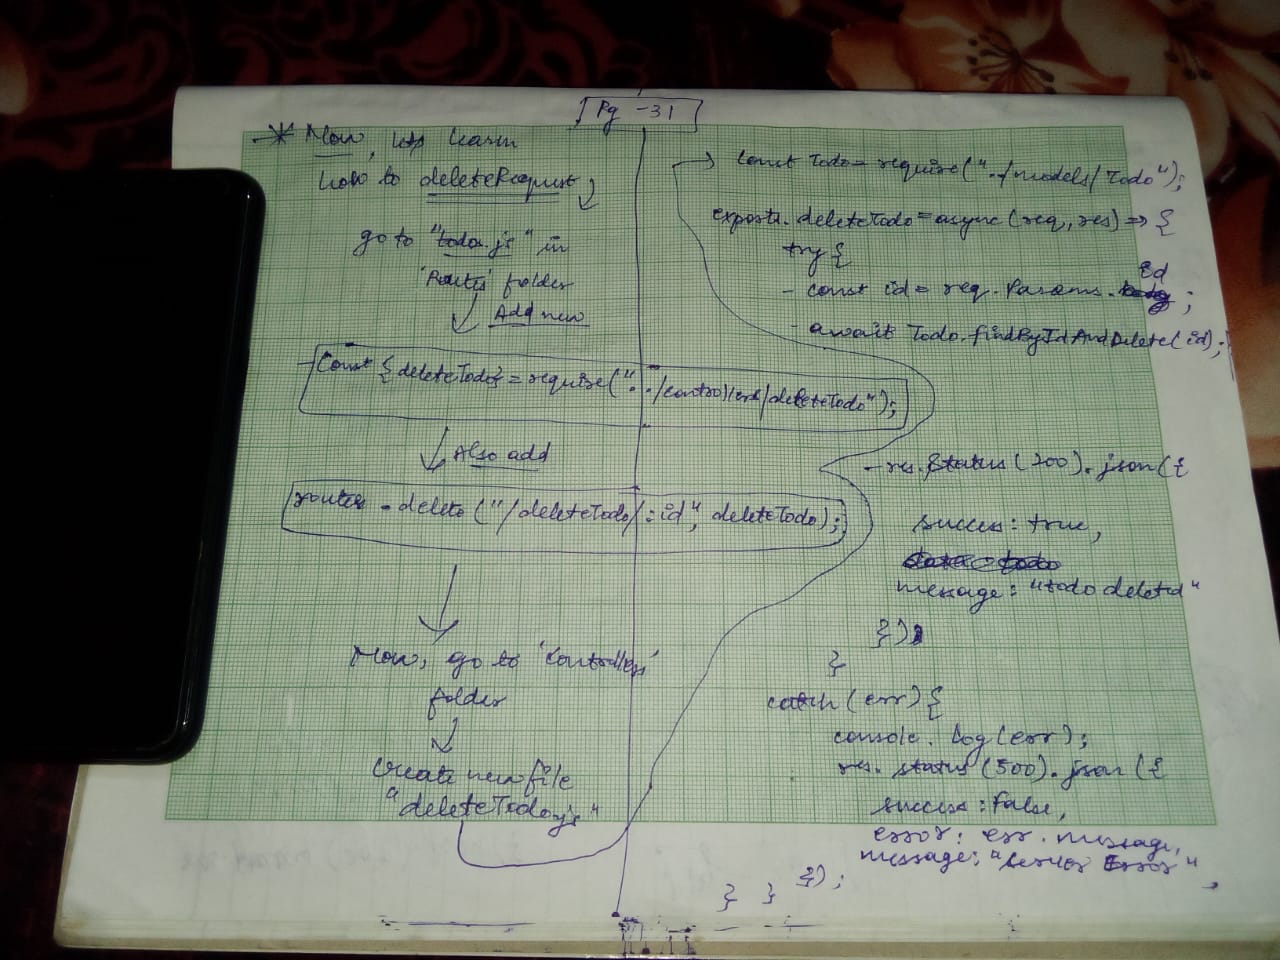 Pg - 31
* Now, lets learn
how to deleteRequest
go to "todo.js" in
'Routes' folder
Add new
- Const {deleteTodo} = require("../controllers/deleteTodo");
Also add
router.delete("/deleteTodo/:id", deleteTodo);
Now, go to 'controllers'
folder
create new file
"deleteTodo.js"
const Todo = require("../models/Todo");
exports.deleteTodo = async (req, res) => {
try {
- const id = req.Params.id;
- await Todo.findByIdAndDelete(id);
- res.status(200).json({
success: true,
message: "todo deleted"
});
}
catch (err) {
console.log(err);
res.status(500).json({
success: False,
error: err.message,
message: "Server Error",
});
} }